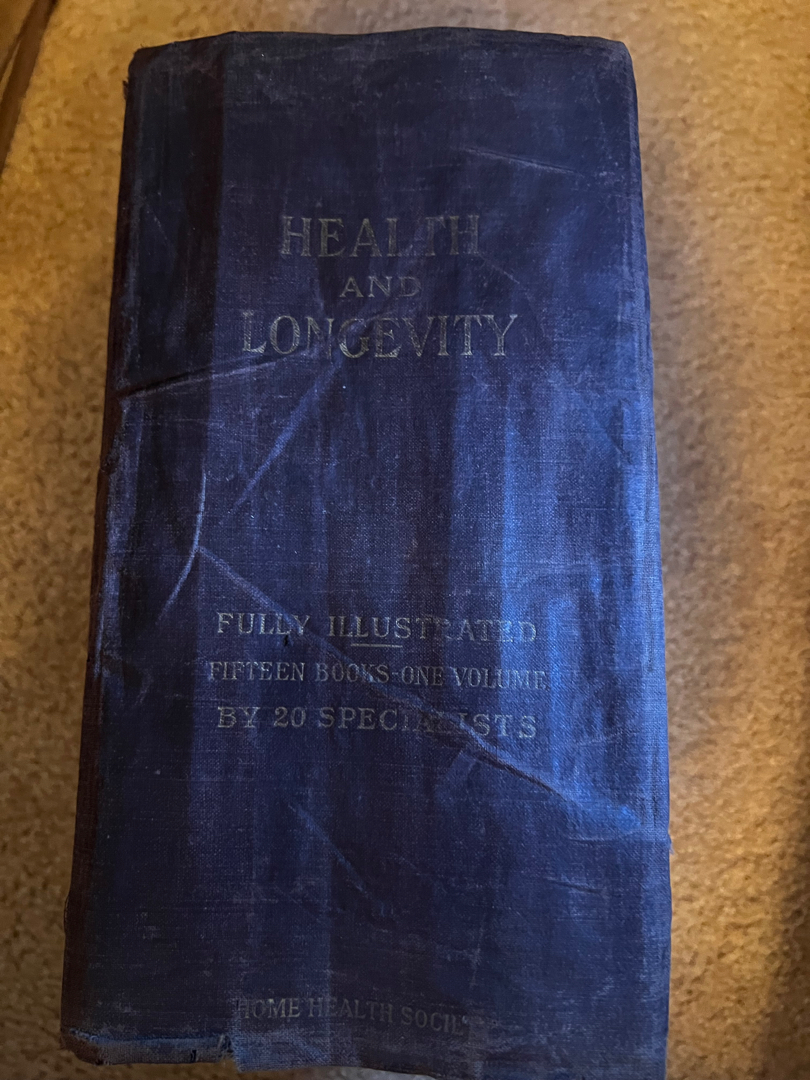 HEALTH
AND
LONGEVITY
FULLY ILLUSTRATED
FIFTEEN BOOKS-ONE VOLUME
BY 20 SPECIALISTS
HOME HEALTH